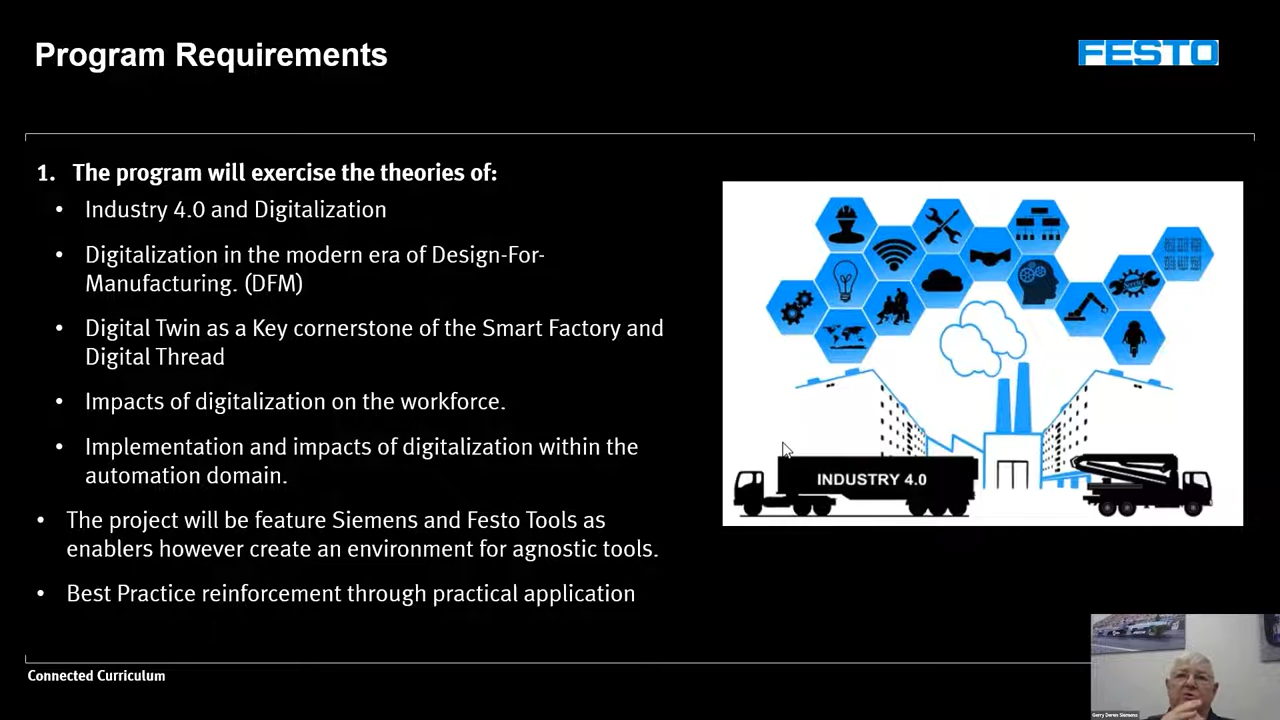 Program Requirements
FESTO
1. The program will exercise the theories of:
• Industry 4.0 and Digitalization
• Digitalization in the modern era of Design-For-
Manufacturing. (DFM)
• Digital Twin as a Key cornerstone of the Smart Factory and
Digital Thread
• Impacts of digitalization on the workforce.
• Implementation and impacts of digitalization within the
automation domain.
• The project will be feature Siemens and Festo Tools as
enablers however create an environment for agnostic tools.
• Best Practice reinforcement through practical application
INDUSTRY 4.0
Connected Curriculum
Gerry Deren Siemens